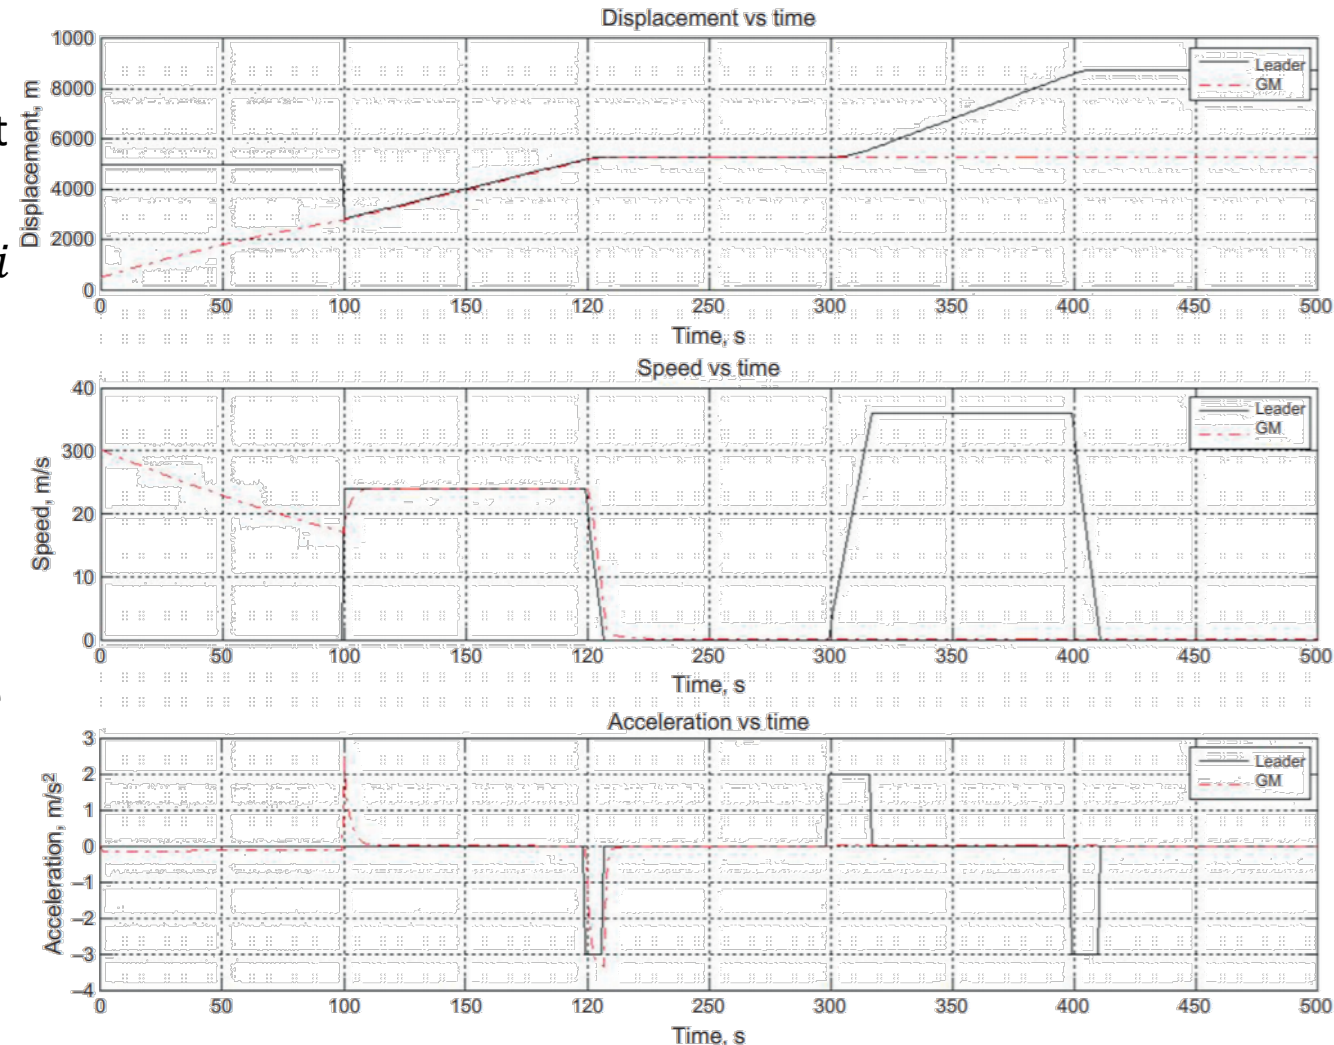 Displacement vs time
1000
8000
6000
4000
2000
0
Displacement, m
t
i
Leader
GM
0 50 100 150 120 250 300 350 400 450 500
Time, s
Speed vs time
40
300
20
10
0
Speed, m/s
Leader
GM
0 50 100 150 120 250 300 350 400 450 500
Time, s
Acceleration vs time
3
2
1
0
–1
–2
–3
–4
Acceleration, m/s²
Leader
GM
0 50 100 150 120 250 300 350 400 450 500
Time, s